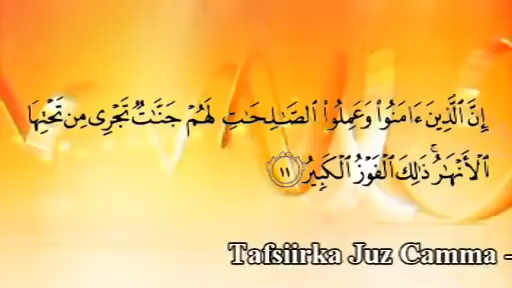 إِنَّ ٱلَّذِينَ ءَامَنُوا۟ وَعَمِلُوا۟ ٱلصَّـٰلِحَـٰتِ لَهُمْ جَنَّـٰتٌ تَجْرِى مِن تَحْتِهَا
ٱلْأَنْهَـٰرُ ۚ ذَٰلِكَ ٱلْفَوْزُ ٱلْكَبِيرُ ١١
Tafsiirka Juz Camma -